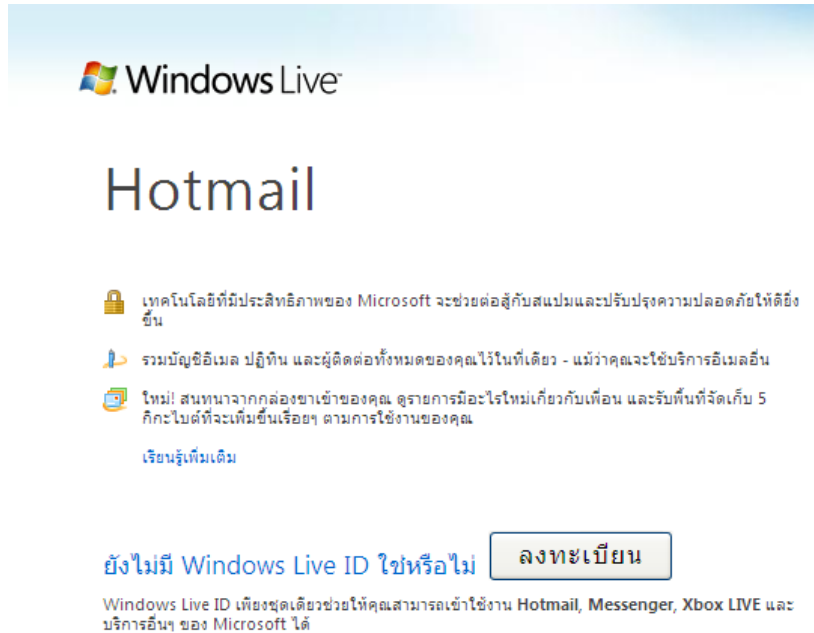 Windows Live
Hotmail
เทคโนโลยีที่มีประสิทธิภาพของ Microsoft จะช่วยต่อสู้กับสแปมและปรับปรุงความปลอดภัยให้ดียิ่ง
ขึ้น
รวมบัญชีอีเมล ปฏิทิน และผู้ติดต่อทั้งหมดของคุณไว้ในที่เดียว - แม้ว่าคุณจะใช้บริการอีเมลอื่น
ใหม่! สนทนาจากกล่องขาเข้าของคุณ ดูรายการมีอะไรใหม่เกี่ยวกับเพื่อน และรับพื้นที่จัดเก็บ 5
กิกะไบต์ที่จะเพิ่มขึ้นเรื่อยๆ ตามการใช้งานของคุณ
เรียนรู้เพิ่มเติม
ยังไม่มี Windows Live ID ใช่หรือไม่ ลงทะเบียน
Windows Live ID เพียงชุดเดียวช่วยให้คุณสามารถเข้าใช้งาน Hotmail, Messenger, Xbox LIVE และ
บริการอื่นๆ ของ Microsoft ได้